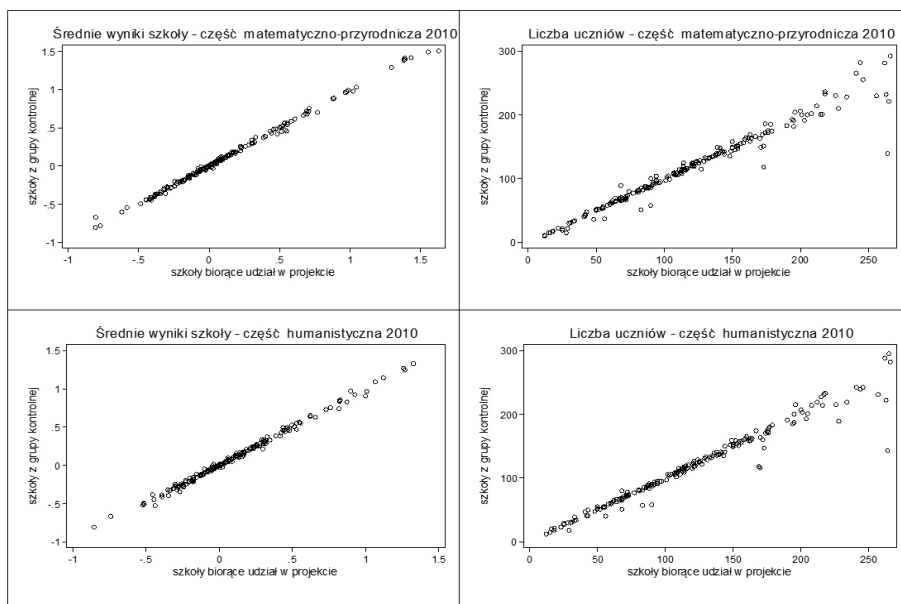 Średnie wyniki szkoły - część matematyczno-przyrodnicza 2010
szkoły z grupy kontrolnej
1.5
1
.5
0
-.5
-1
-1 -.5 0 .5 1 1.5
szkoły biorące udział w projekcie
Liczba uczniów - część matematyczno-przyrodnicza 2010
szkoły z grupy kontrolnej
300
200
100
0
0 50 100 150 200 250
szkoły biorące udział w projekcie
Średnie wyniki szkoły - część humanistyczna 2010
szkoły z grupy kontrolnej
1.5
1
.5
0
-.5
-1
-1 -.5 0 .5 1 1.5
szkoły biorące udział w projekcie
Liczba uczniów - część humanistyczna 2010
szkoły z grupy kontrolnej
300
200
100
0
0 50 100 150 200 250
szkoły biorące udział w projekcie